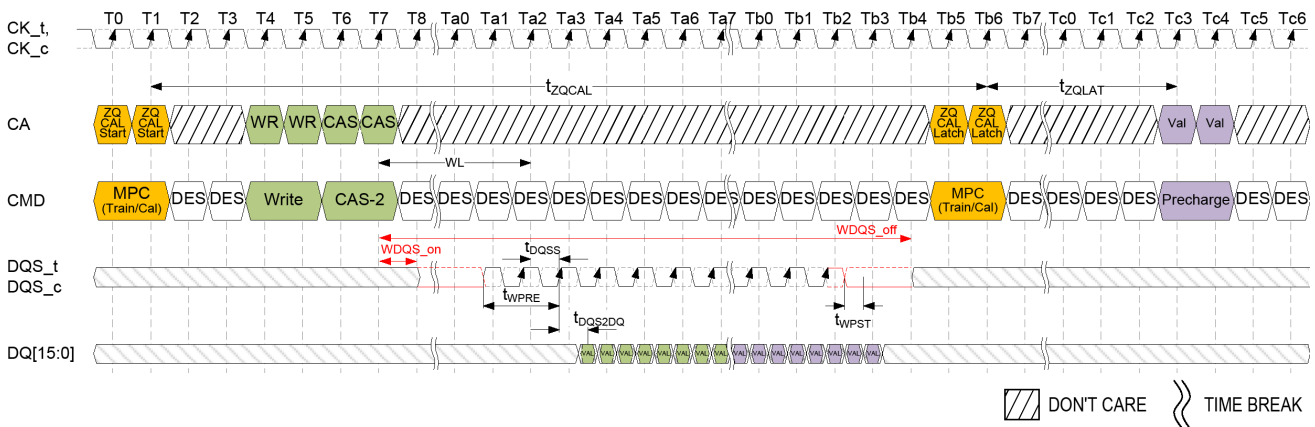 T0 T1 T2 T3 T4 T5 T6 T7 T8 Ta0 Ta1 Ta2 Ta3 Ta4 Ta5 Ta6 Ta7 Tb0 Tb1 Tb2 Tb3 Tb4 Tb5 Tb6 Tb7 Tc0 Tc1 Tc2 Tc3 Tc4 Tc5 Tc6
CK_t,
CK_c
tZQCAL tZQLAT
CA ZQ CAL Start ZQ CAL Start WR WR CAS CAS ZQ CAL Latch ZQ CAL Latch Val Val
WL
CMD MPC (Train/Cal) DES DES Write CAS-2 DES DES DES DES DES DES DES DES DES DES DES DES DES DES MPC (Train/Cal) DES DES DES DES Precharge DES DES
WDQS_off
WDQS_on
tDQSS
DQS_t
DQS_c
tWPRE
tDQS2DQ
tWPST
DQ[15:0] VAL VAL VAL VAL VAL VAL VAL VAL VAL VAL VAL VAL VAL VAL VAL VAL
DON'T CARE TIME BREAK